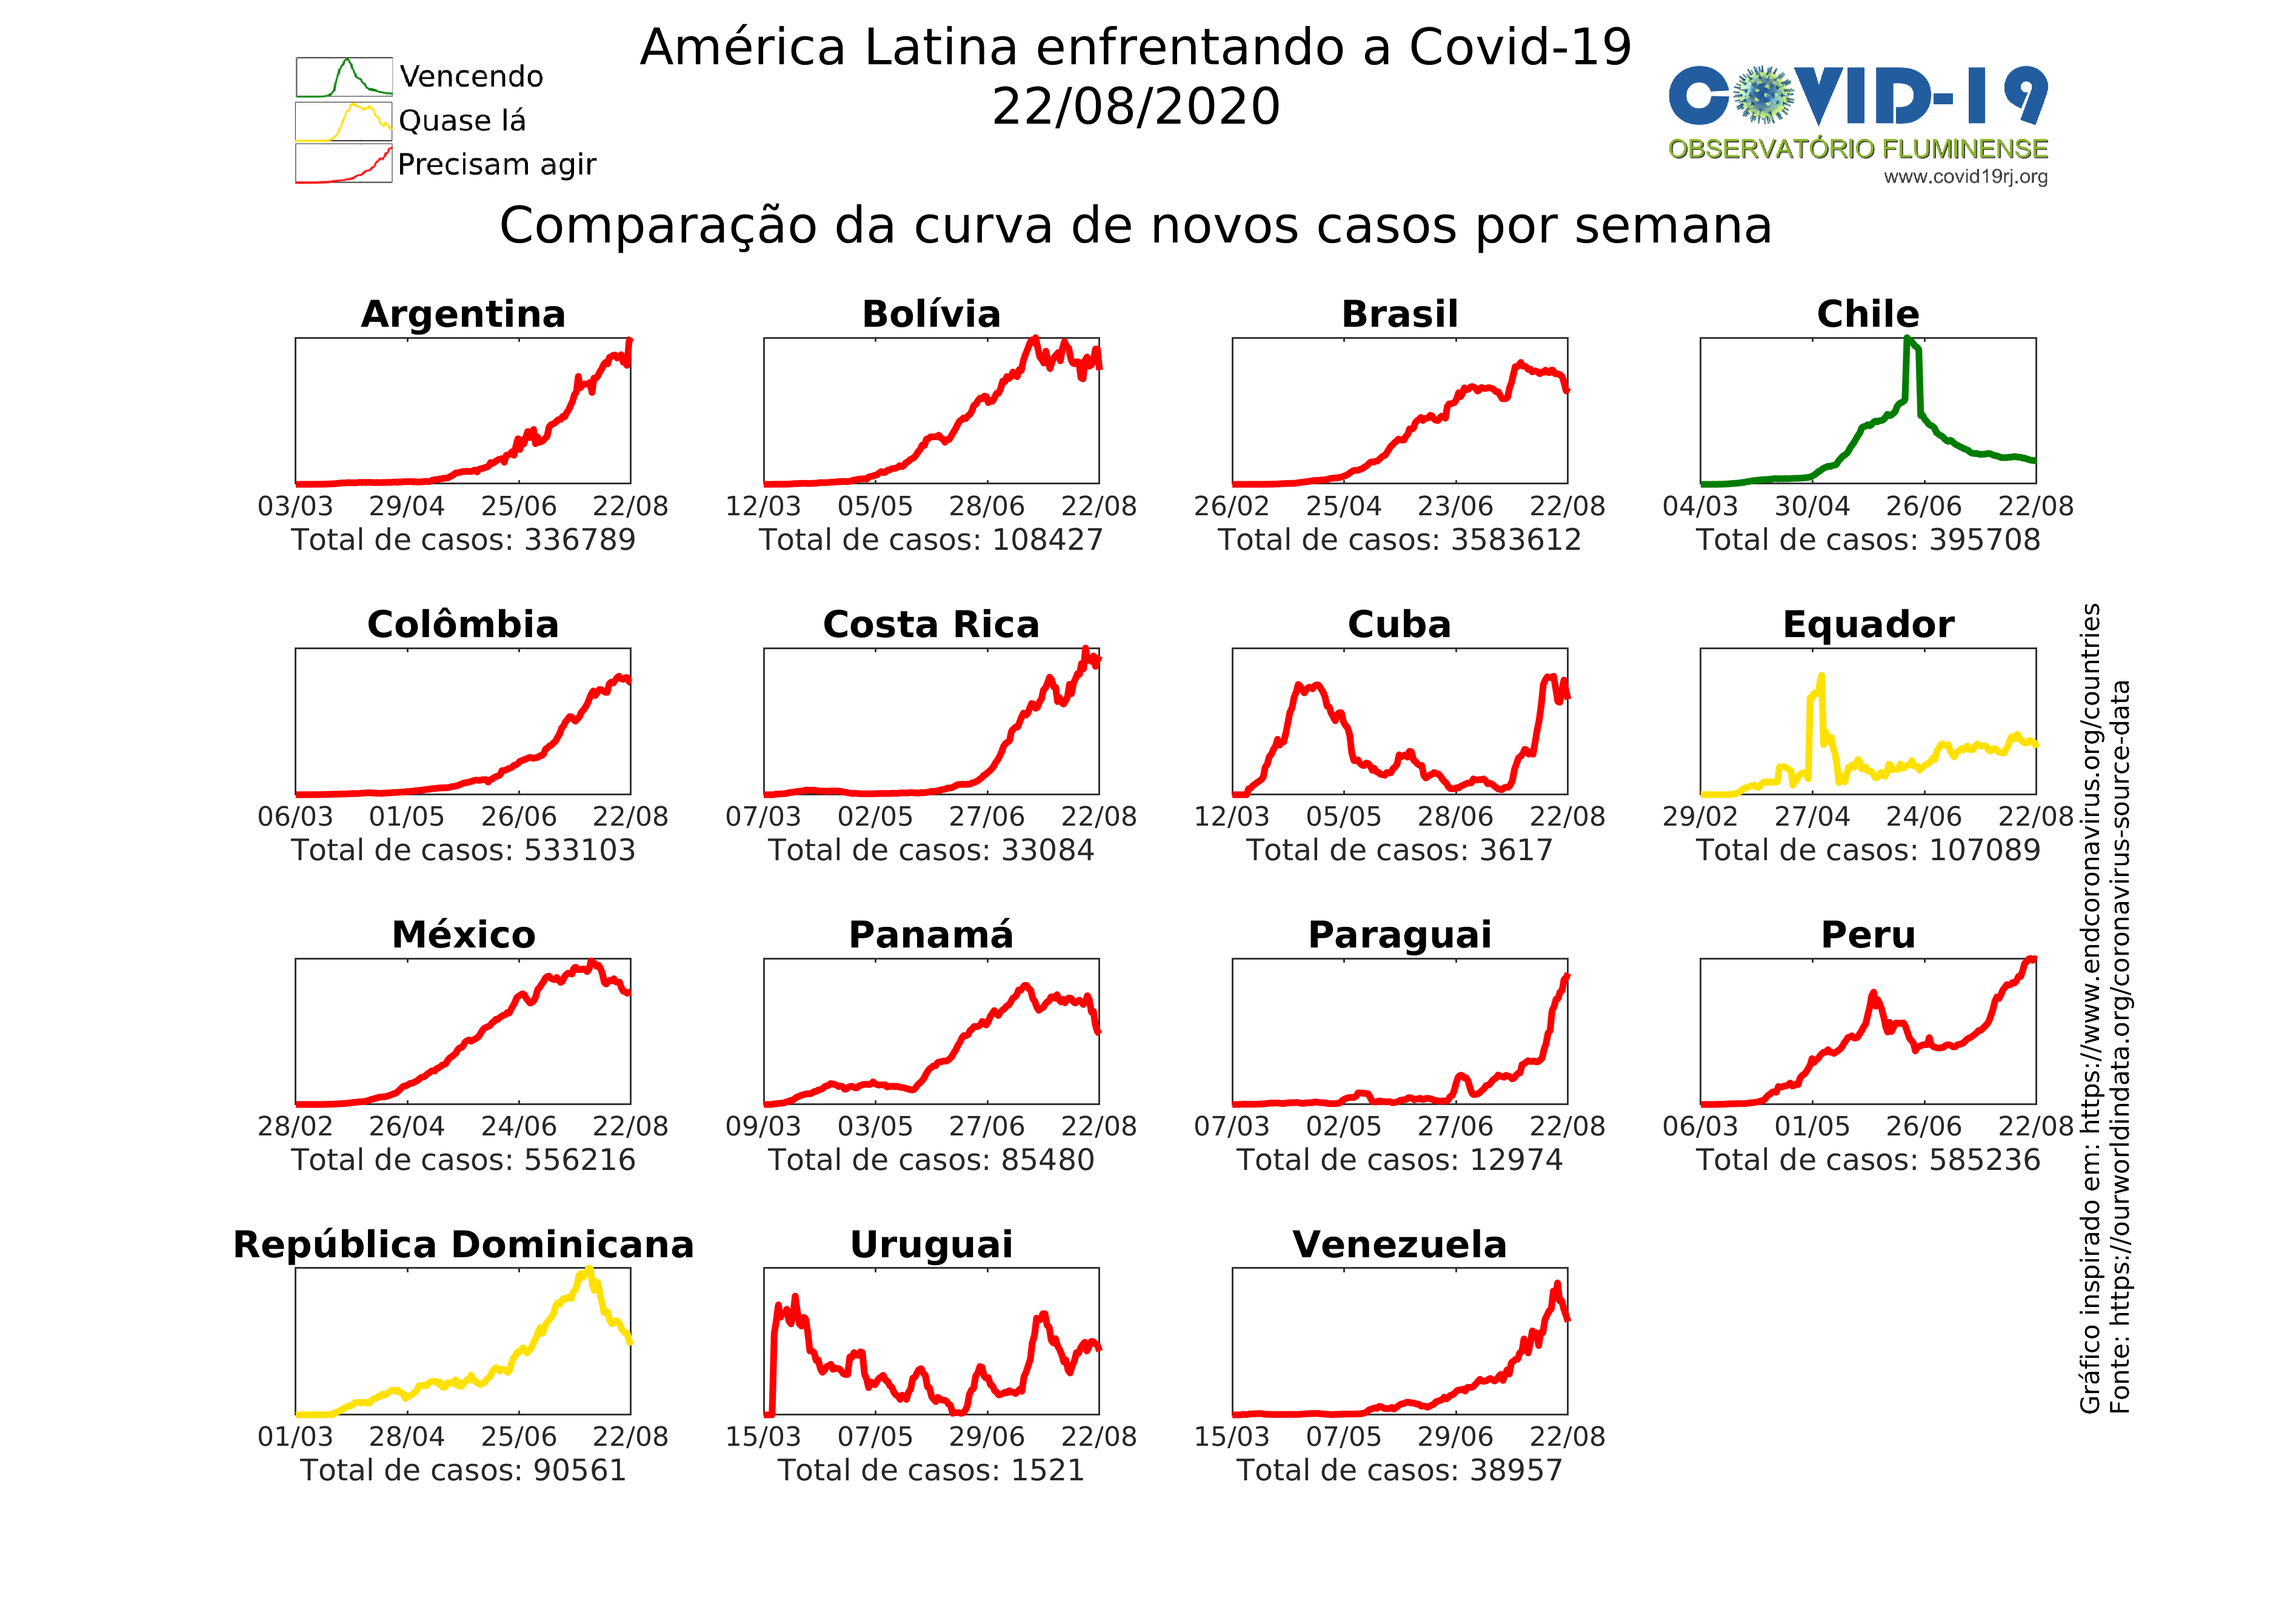 América Latina enfrentando a Covid-19
22/08/2020
Vencendo
Quase lá
Precisam agir
COVID-19
OBSERVATÓRIO FLUMINENSE
www.covid19rj.org
Comparação da curva de novos casos por semana
Argentina
03/03 29/04 25/06 22/08
Total de casos: 336789
Bolívia
12/03 05/05 28/06 22/08
Total de casos: 108427
Brasil
26/02 25/04 23/06 22/08
Total de casos: 3583612
Chile
04/03 30/04 26/06 22/08
Total de casos: 395708
Colômbia
06/03 01/05 26/06 22/08
Total de casos: 533103
Costa Rica
07/03 02/05 27/06 22/08
Total de casos: 33084
Cuba
12/03 05/05 28/06 22/08
Total de casos: 3617
Equador
29/02 27/04 24/06 22/08
Total de casos: 107089
México
28/02 26/04 24/06 22/08
Total de casos: 556216
Panamá
09/03 03/05 27/06 22/08
Total de casos: 85480
Paraguai
07/03 02/05 27/06 22/08
Total de casos: 12974
Peru
06/03 01/05 26/06 22/08
Total de casos: 585236
República Dominicana
01/03 28/04 25/06 22/08
Total de casos: 90561
Uruguai
15/03 07/05 29/06 22/08
Total de casos: 1521
Venezuela
15/03 07/05 29/06 22/08
Total de casos: 38957
Gráfico inspirado em: https://www.endcoronavirus.org/countries
Fonte: https://ourworldindata.org/coronavirus-source-data